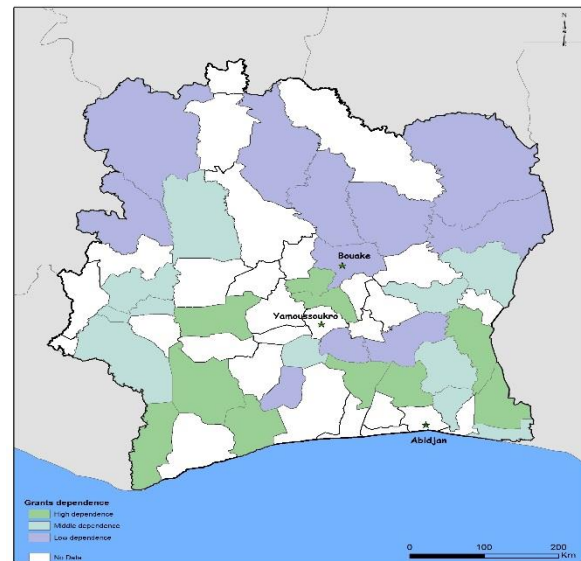 N
Bouake
Yamoussoukro
Abidjan
Grants dependence
High dependence
Middle dependence
Low dependence
No Data
0 100 200
Km